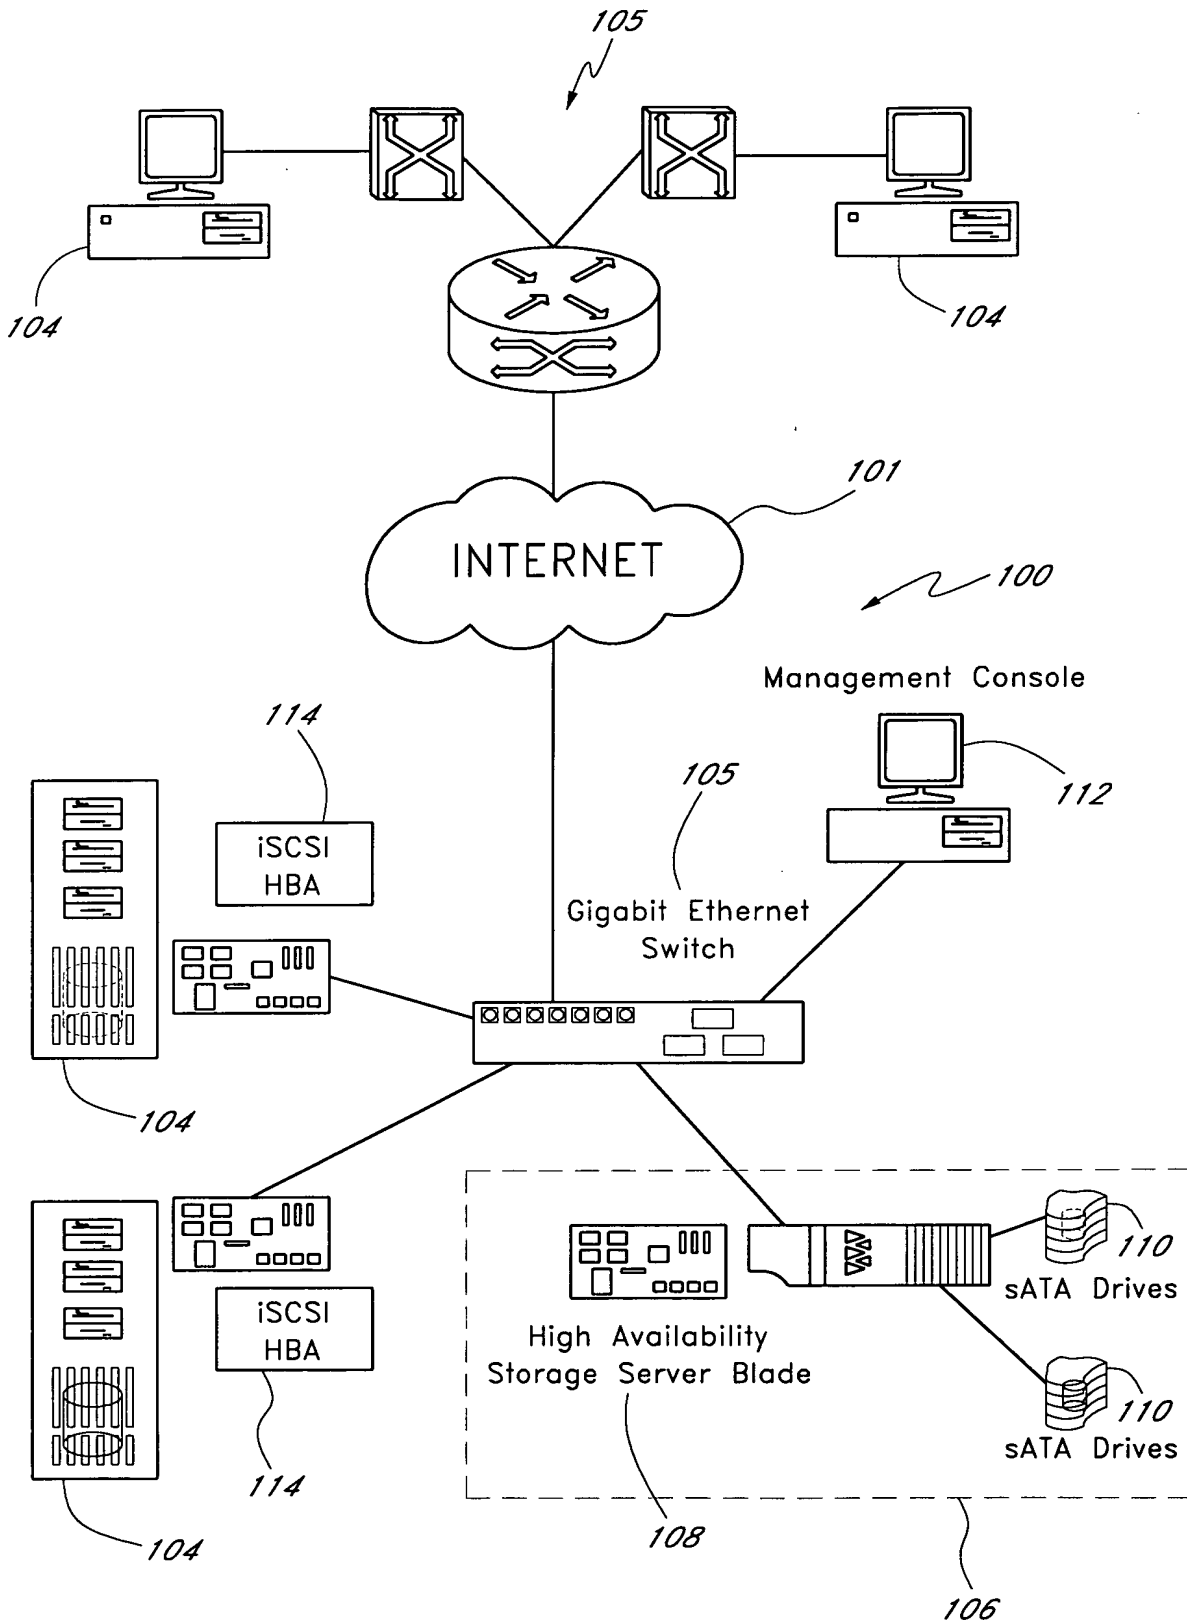 105
104
104
101
INTERNET
100
Management Console
114
105
112
iSCSI
HBA
Gigabit Ethernet
Switch
104
110
sATA Drives
iSCSI
HBA
High Availability
Storage Server Blade
110
sATA Drives
114
108
104
106